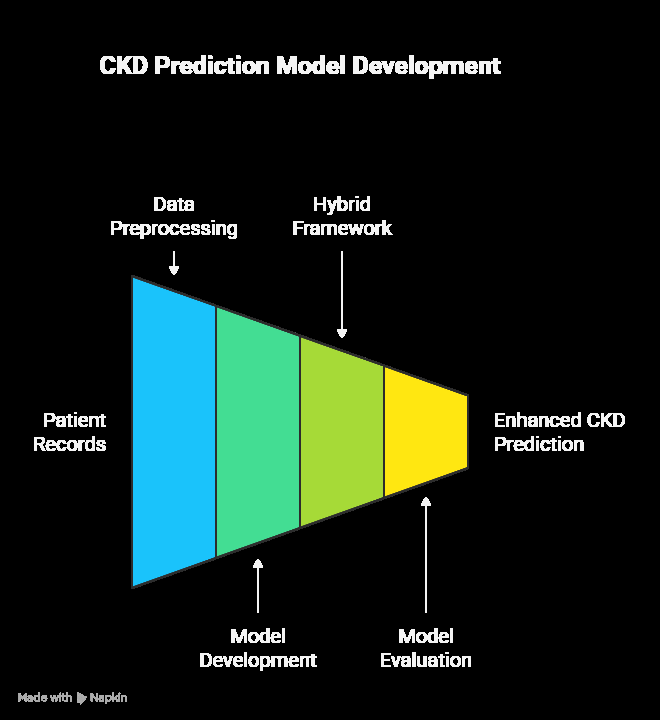 CKD Prediction Model Development
Data
Preprocessing
Hybrid
Framework
Patient
Records
Enhanced CKD
Prediction
Model
Development
Model
Evaluation
Made with Napkin